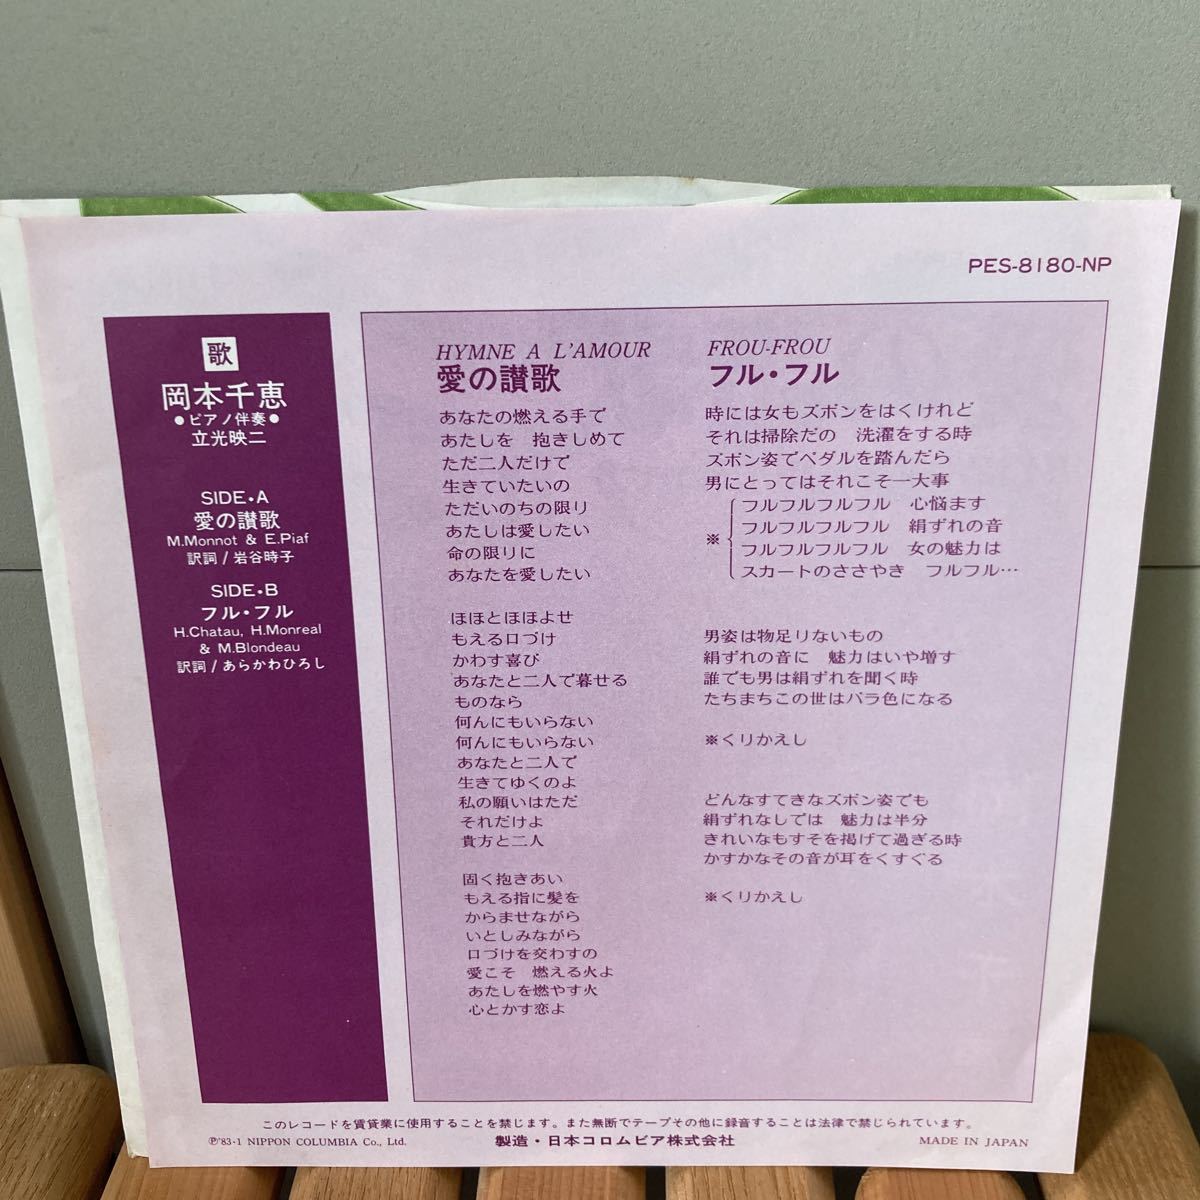 PES-8180-NP
歌
岡本千恵
●ピアノ伴奏●
立光映二
SIDE・A
愛の讃歌
M.Monnot & E.Piaf
訳詞/岩谷時子
SIDE・B
フル・フル
H.Chatau, H.Monreal
& M.Blondeau
訳詞/あらかわひろし
HYMNE A L'AMOUR
愛の讃歌
あなたの燃える手で
あたしを 抱きしめて
ただ二人だけで
生きていたいの
ただいのちの限り
あたしは愛したい
命の限りに
あなたを愛したい
ほほとほほよせ
もえる口づけ
かわす喜び
あなたと二人で暮せる
ものなら
何んにもいらない
何んにもいらない
あなたと二人で
生きてゆくのよ
私の願いはただ
それだけよ
貴方と二人
固く抱きあい
もえる指に髪を
からませながら
いとしみながら
口づけを交わすの
愛こそ 燃える火よ
あたしを燃やす火
心とかす恋よ
FROU-FROU
フル・フル
時には女もズボンをはくけれど
それは掃除だの 洗濯をする時
ズボン姿でペダルを踏んだら
男にとってはそれこそ一大事
フルフルフルフル 心悩ます
※ フルフルフルフル 絹ずれの音
フルフルフルフル 女の魅力は
スカートのささやき フルフル…
男姿は物足りないもの
絹ずれの音に 魅力はいや増す
誰でも男は絹ずれを聞く時
たちまちこの世はバラ色になる
※くりかえし
どんなすてきなズボン姿でも
絹ずれなしでは 魅力は半分
きれいなもすそを掲げて過ぎる時
かすかなその音が耳をくすぐる
※くりかえし
このレコードを賃貸業に使用することを禁じます。また無断でテープその他に録音することは法律で禁じられています。
Ⓟ'83・1 NIPPON COLUMBIA Co., Ltd. 製造・日本コロムビア株式会社 MADE IN JAPAN